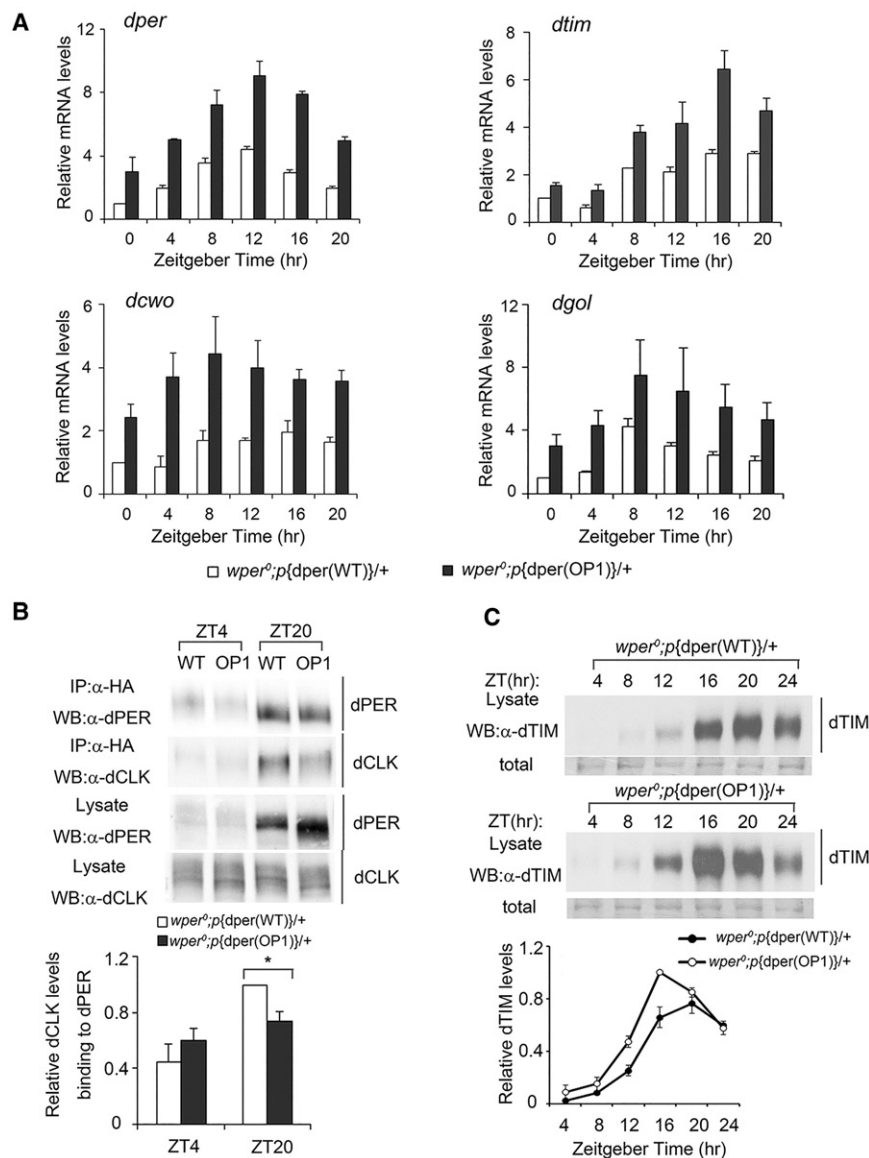 A
dper
Relative mRNA levels
12
8
4
0
0 4 8 12 16 20
Zeitgeber Time (hr)
dtim
Relative mRNA levels
8
6
4
2
0
0 4 8 12 16 20
Zeitgeber Time (hr)
dcwo
Relative mRNA levels
6
4
2
0
0 4 8 12 16 20
Zeitgeber Time (hr)
dgol
Relative mRNA levels
12
8
4
0
0 4 8 12 16 20
Zeitgeber Time (hr)
wper⁰;p{dper(WT)}/+
wper⁰;p{dper(OP1)}/+
B
ZT4 ZT20
WT OP1 WT OP1
IP:α-HA
WB:α-dPER
dPER
IP:α-HA
WB:α-dCLK
dCLK
Lysate
WB:α-dPER
dPER
Lysate
WB:α-dCLK
dCLK
wper⁰;p{dper(WT)}/+
wper⁰;p{dper(OP1)}/+
Relative dCLK levels
binding to dPER
1.2
0.8
0.4
0
*
ZT4 ZT20
C
wper⁰;p{dper(WT)}/+
ZT(hr): 4 8 12 16 20 24
Lysate
WB:α-dTIM
dTIM
total
wper⁰;p{dper(OP1)}/+
ZT(hr): 4 8 12 16 20 24
Lysate
WB:α-dTIM
dTIM
total
wper⁰;p{dper(WT)}/+
wper⁰;p{dper(OP1)}/+
Relative dTIM levels
1.2
0.9
0.6
0.3
0
4 8 12 16 20 24
Zeitgeber Time (hr)